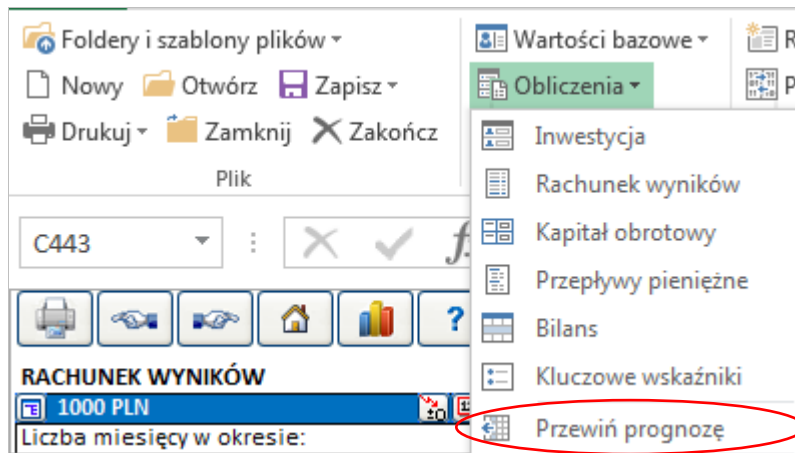 Foldery i szablony plików
Nowy Otwórz Zapisz
Drukuj Zamknij Zakończ
Plik
Wartości bazowe
Obliczenia
R
P
Inwestycja
Rachunek wyników
Kapitał obrotowy
Przepływy pieniężne
Bilans
Kluczowe wskaźniki
Przewiń prognozę
C443
?
RACHUNEK WYNIKÓW
1000 PLN
Liczba miesięcy w okresie: